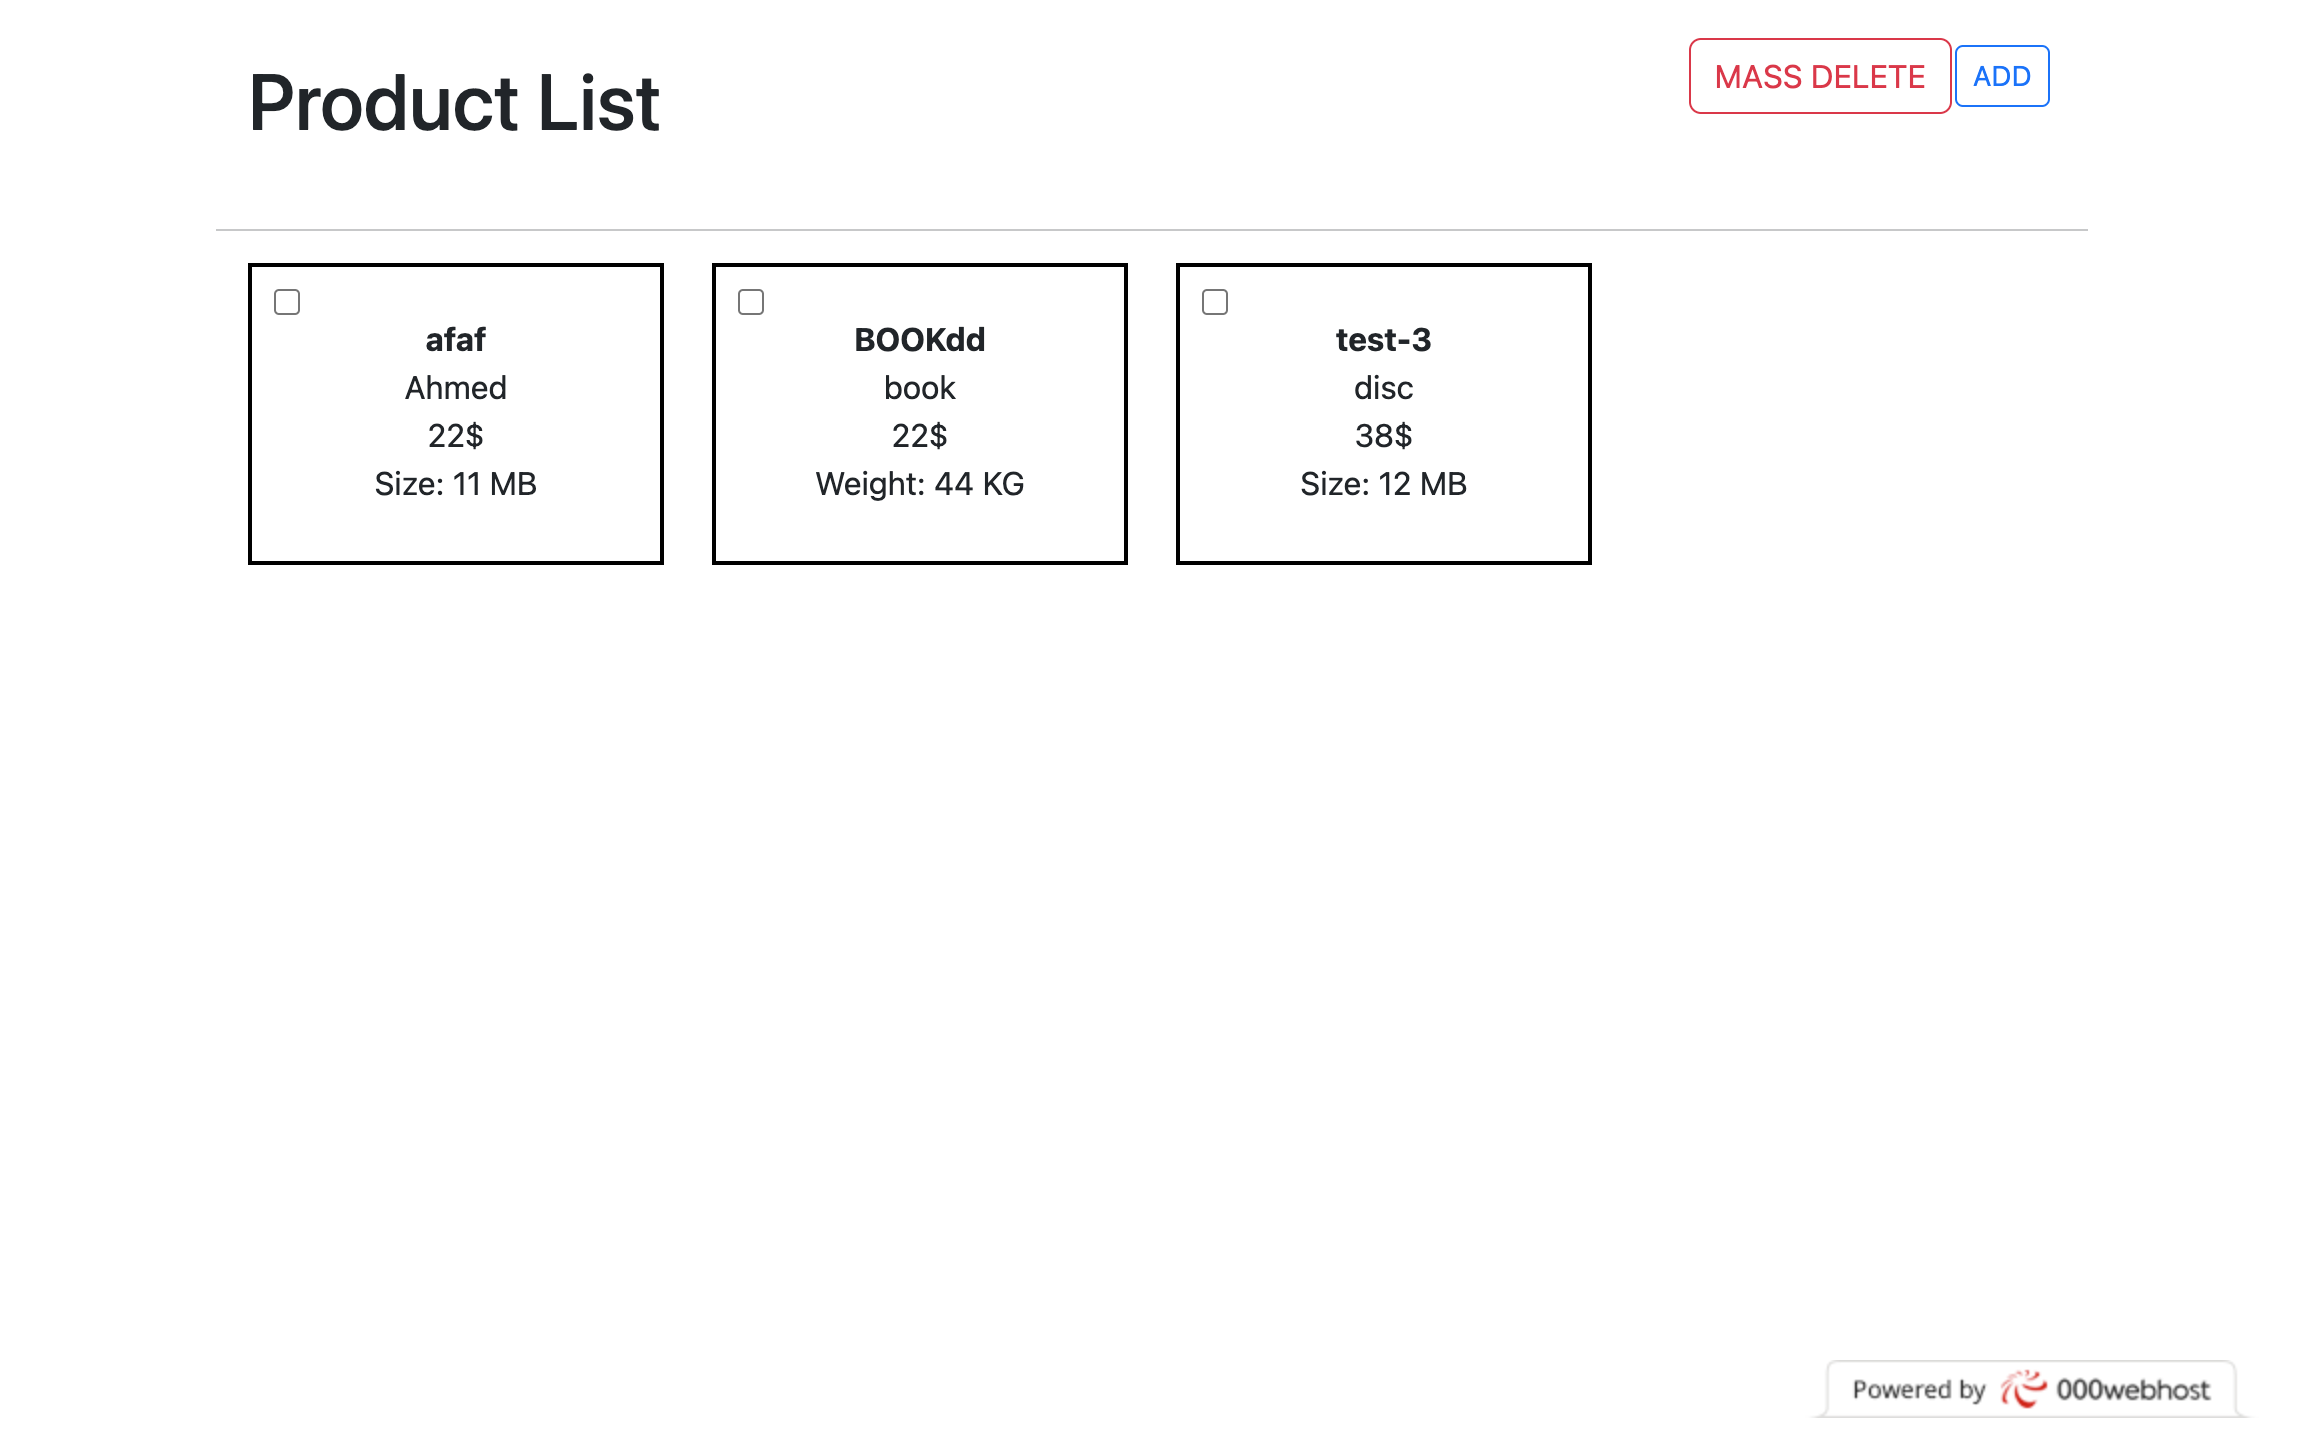 Product List
MASS DELETE
ADD
afaf
Ahmed
22$
Size: 11 MB
BOOKdd
book
22$
Weight: 44 KG
test-3
disc
38$
Size: 12 MB
Powered by 000webhost